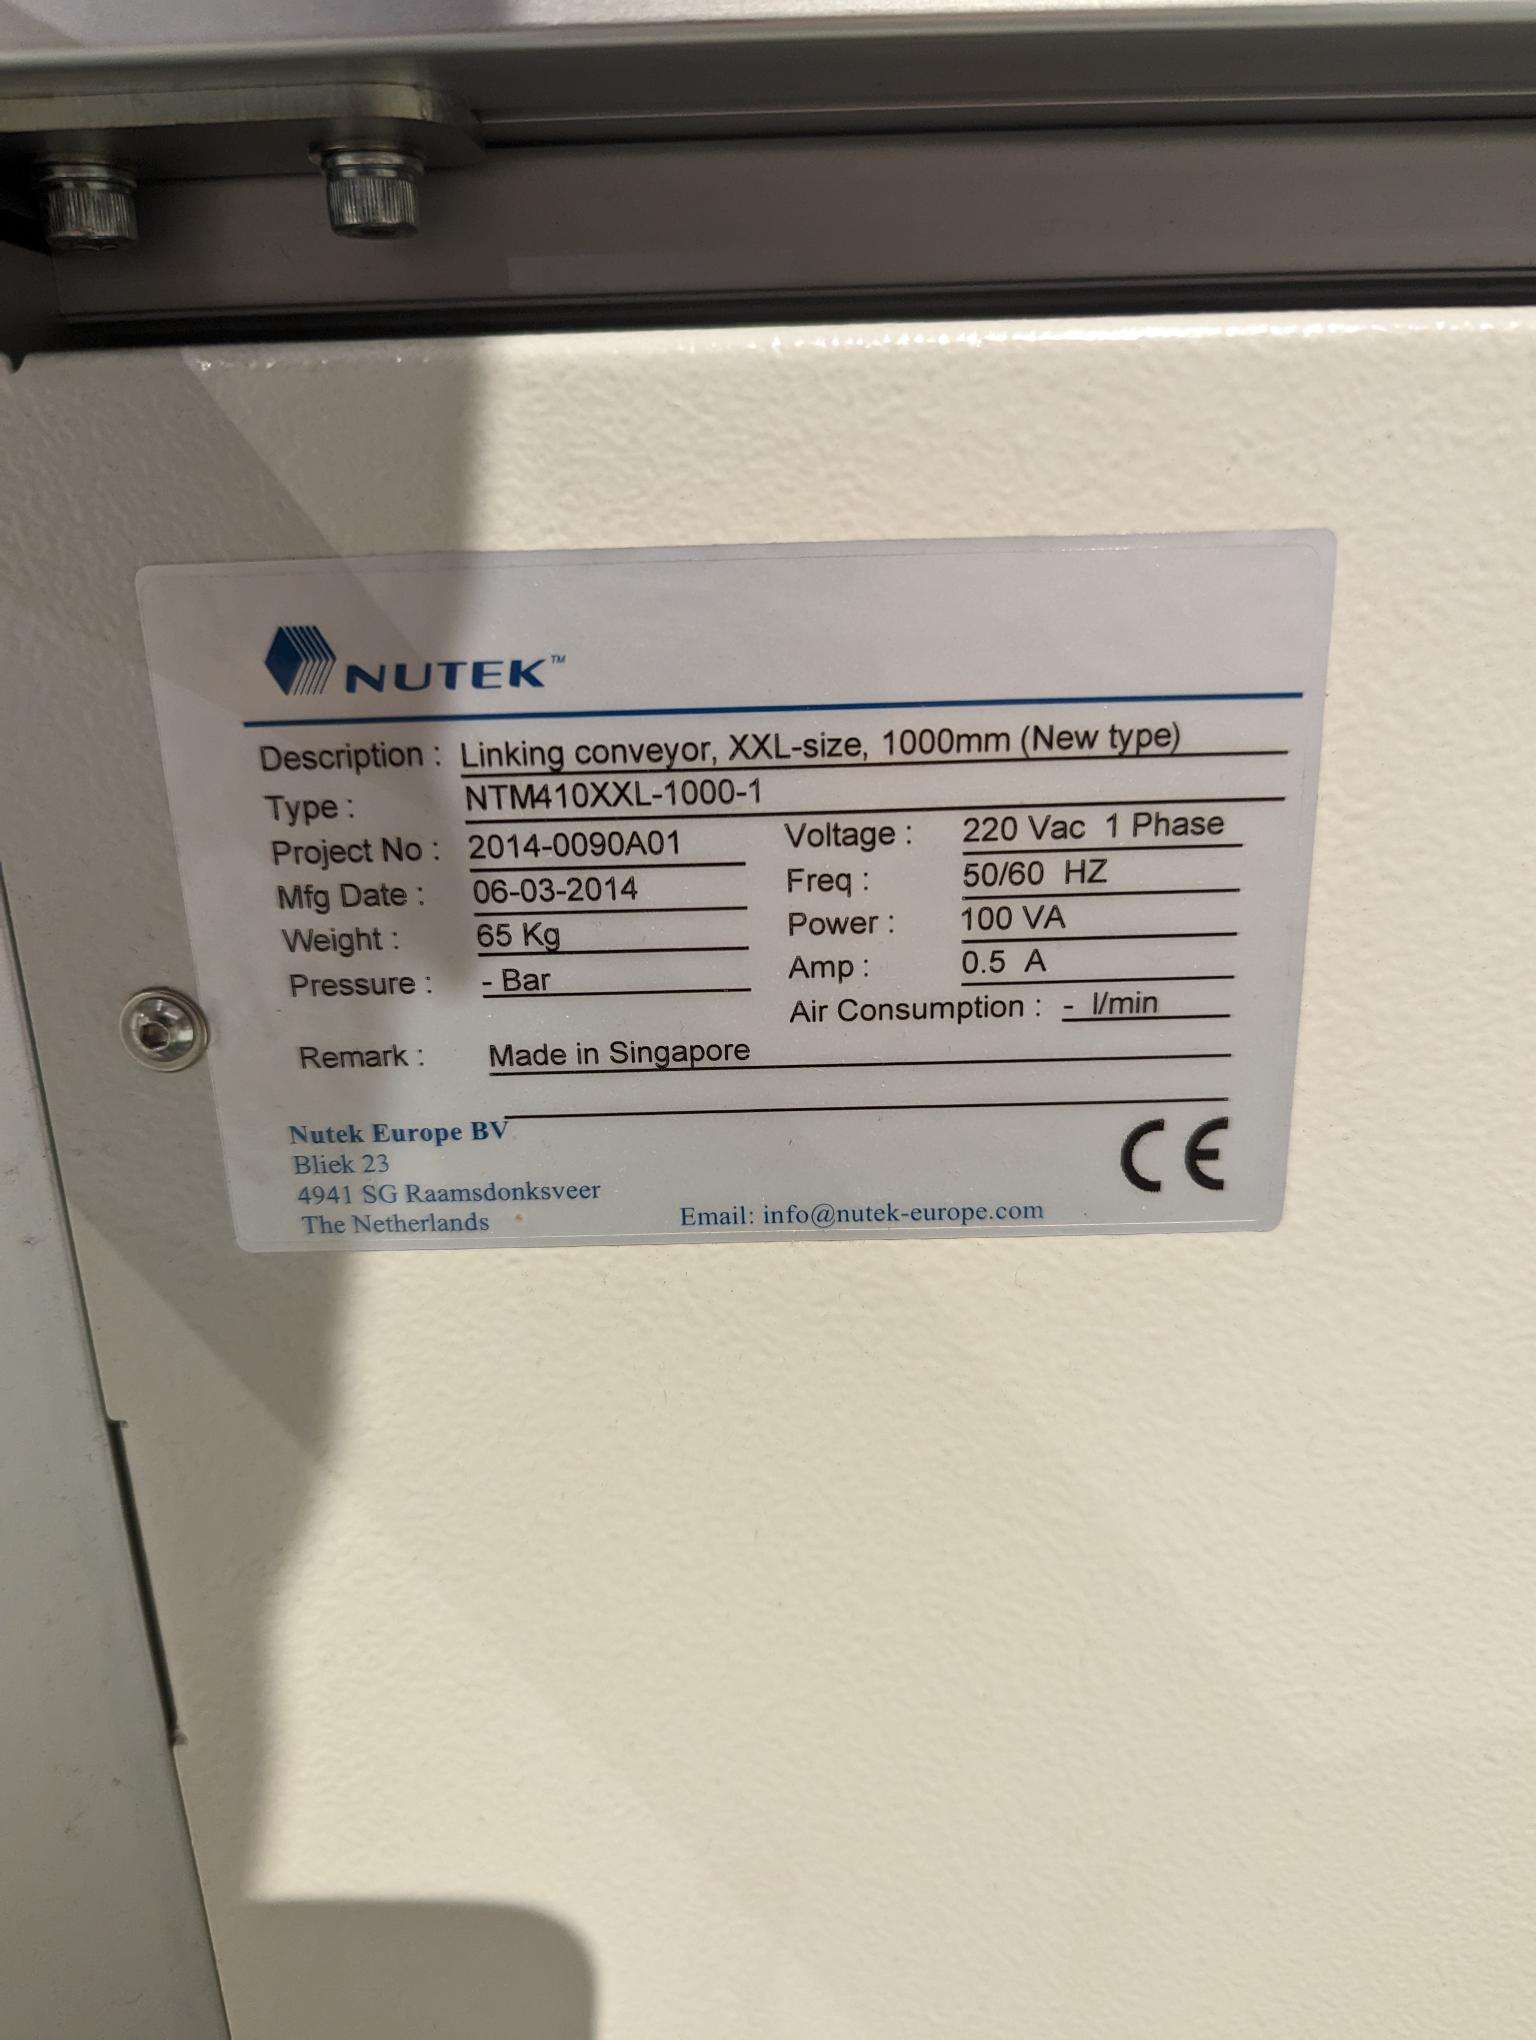 NUTEK™
Description : Linking conveyor, XXL-size, 1000mm (New type)
Type : NTM410XXL-1000-1
Project No : 2014-0090A01 Voltage : 220 Vac 1 Phase
Mfg Date : 06-03-2014 Freq : 50/60 HZ
Weight : 65 Kg Power : 100 VA
Pressure : - Bar Amp : 0.5 A
Air Consumption : - l/min
Remark : Made in Singapore
Nutek Europe BV
Bliek 23
4941 SG Raamsdonksveer
The Netherlands Email: info@nutek-europe.com
CE